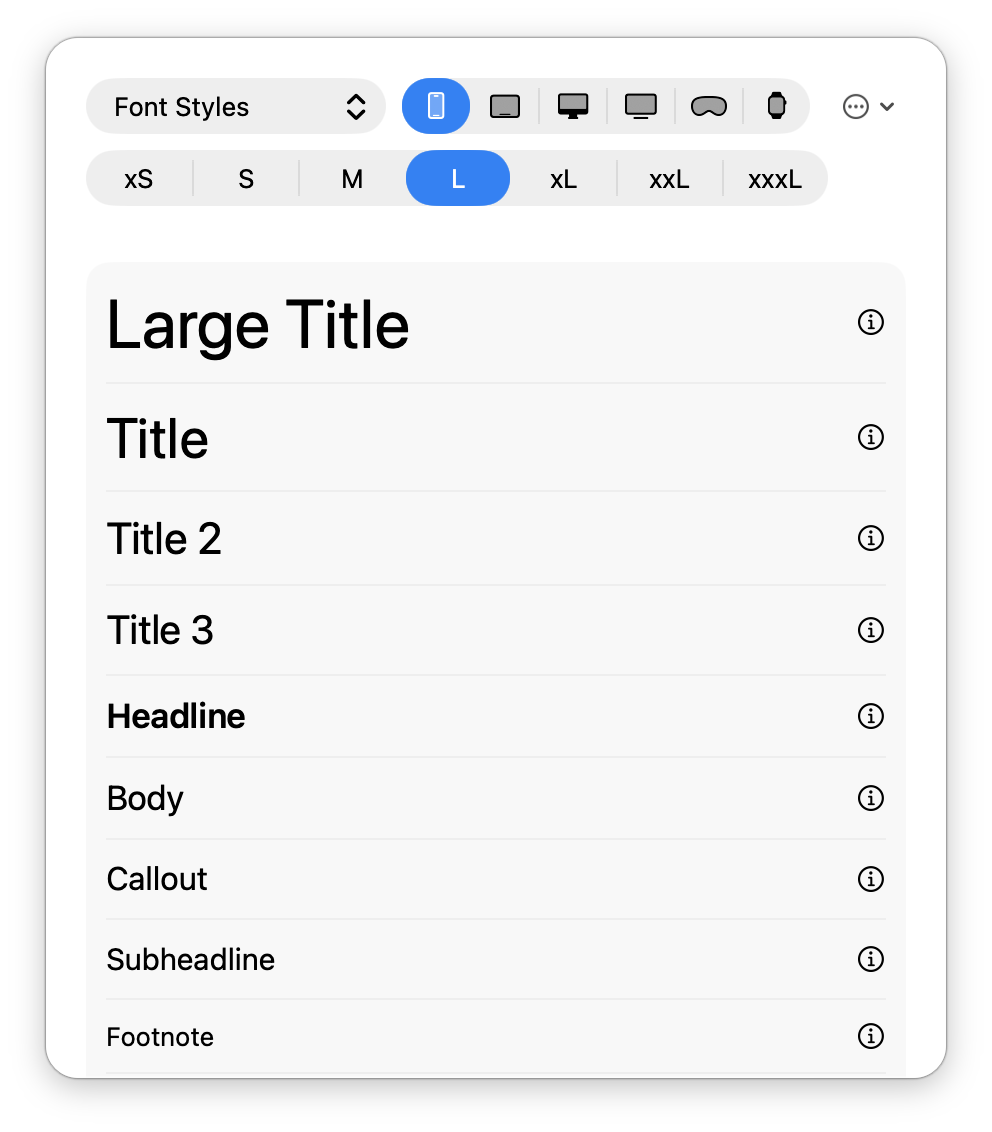 Font Styles
xS S M L xL xxL xxxL
Large Title
Title
Title 2
Title 3
Headline
Body
Callout
Subheadline
Footnote